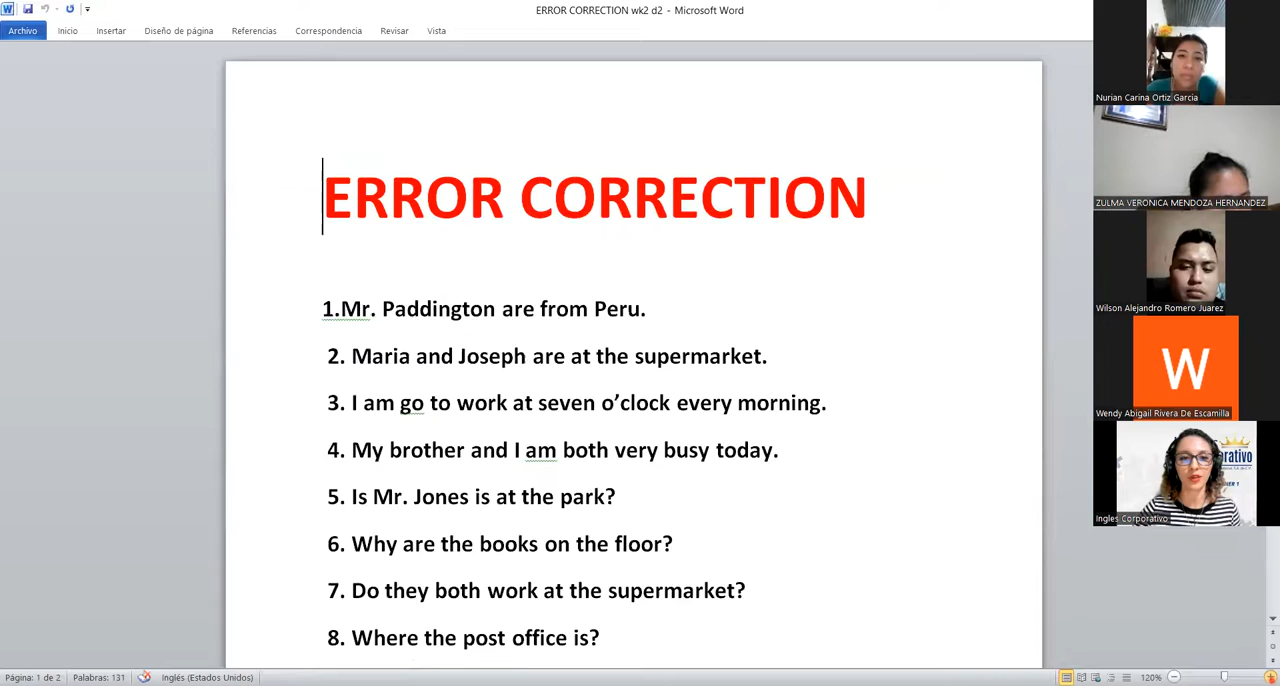 ERROR CORRECTION wk2 d2 - Microsoft Word
Archivo Inicio Insertar Diseño de página Referencias Correspondencia Revisar Vista
ERROR CORRECTION
1.Mr. Paddington are from Peru.
2. Maria and Joseph are at the supermarket.
3. I am go to work at seven o’clock every morning.
4. My brother and I am both very busy today.
5. Is Mr. Jones is at the park?
6. Why are the books on the floor?
7. Do they both work at the supermarket?
8. Where the post office is?
Nurian Carina Ortiz Garcia
ZULMA VERONICA MENDOZA HERNANDEZ
Wilson Alejandro Romero Juarez
W
Wendy Abigail Rivera De Escamilla
Ingles Corporativo
Página: 1 de 2 Palabras: 131 Inglés (Estados Unidos) 120%